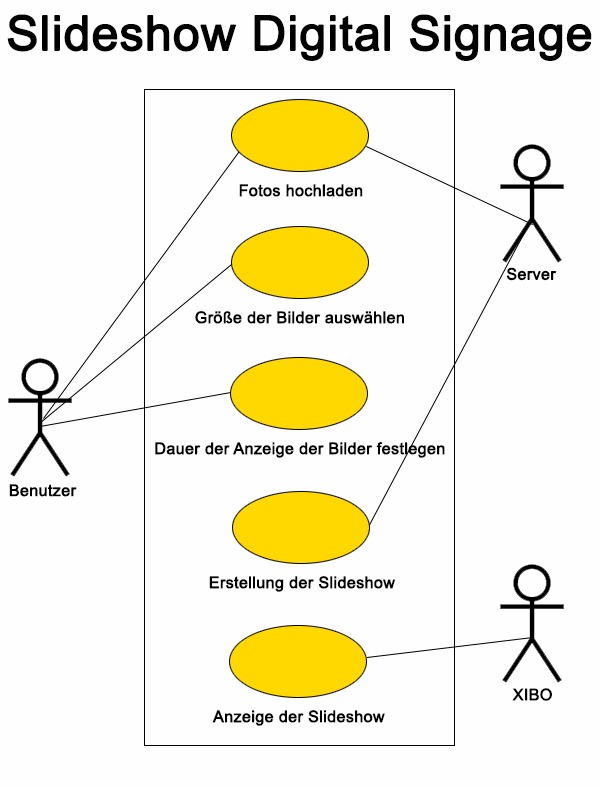 Slideshow Digital Signage
Fotos hochladen
Server
Größe der Bilder auswählen
Dauer der Anzeige der Bilder festlegen
Benutzer
Erstellung der Slideshow
XIBO
Anzeige der Slideshow